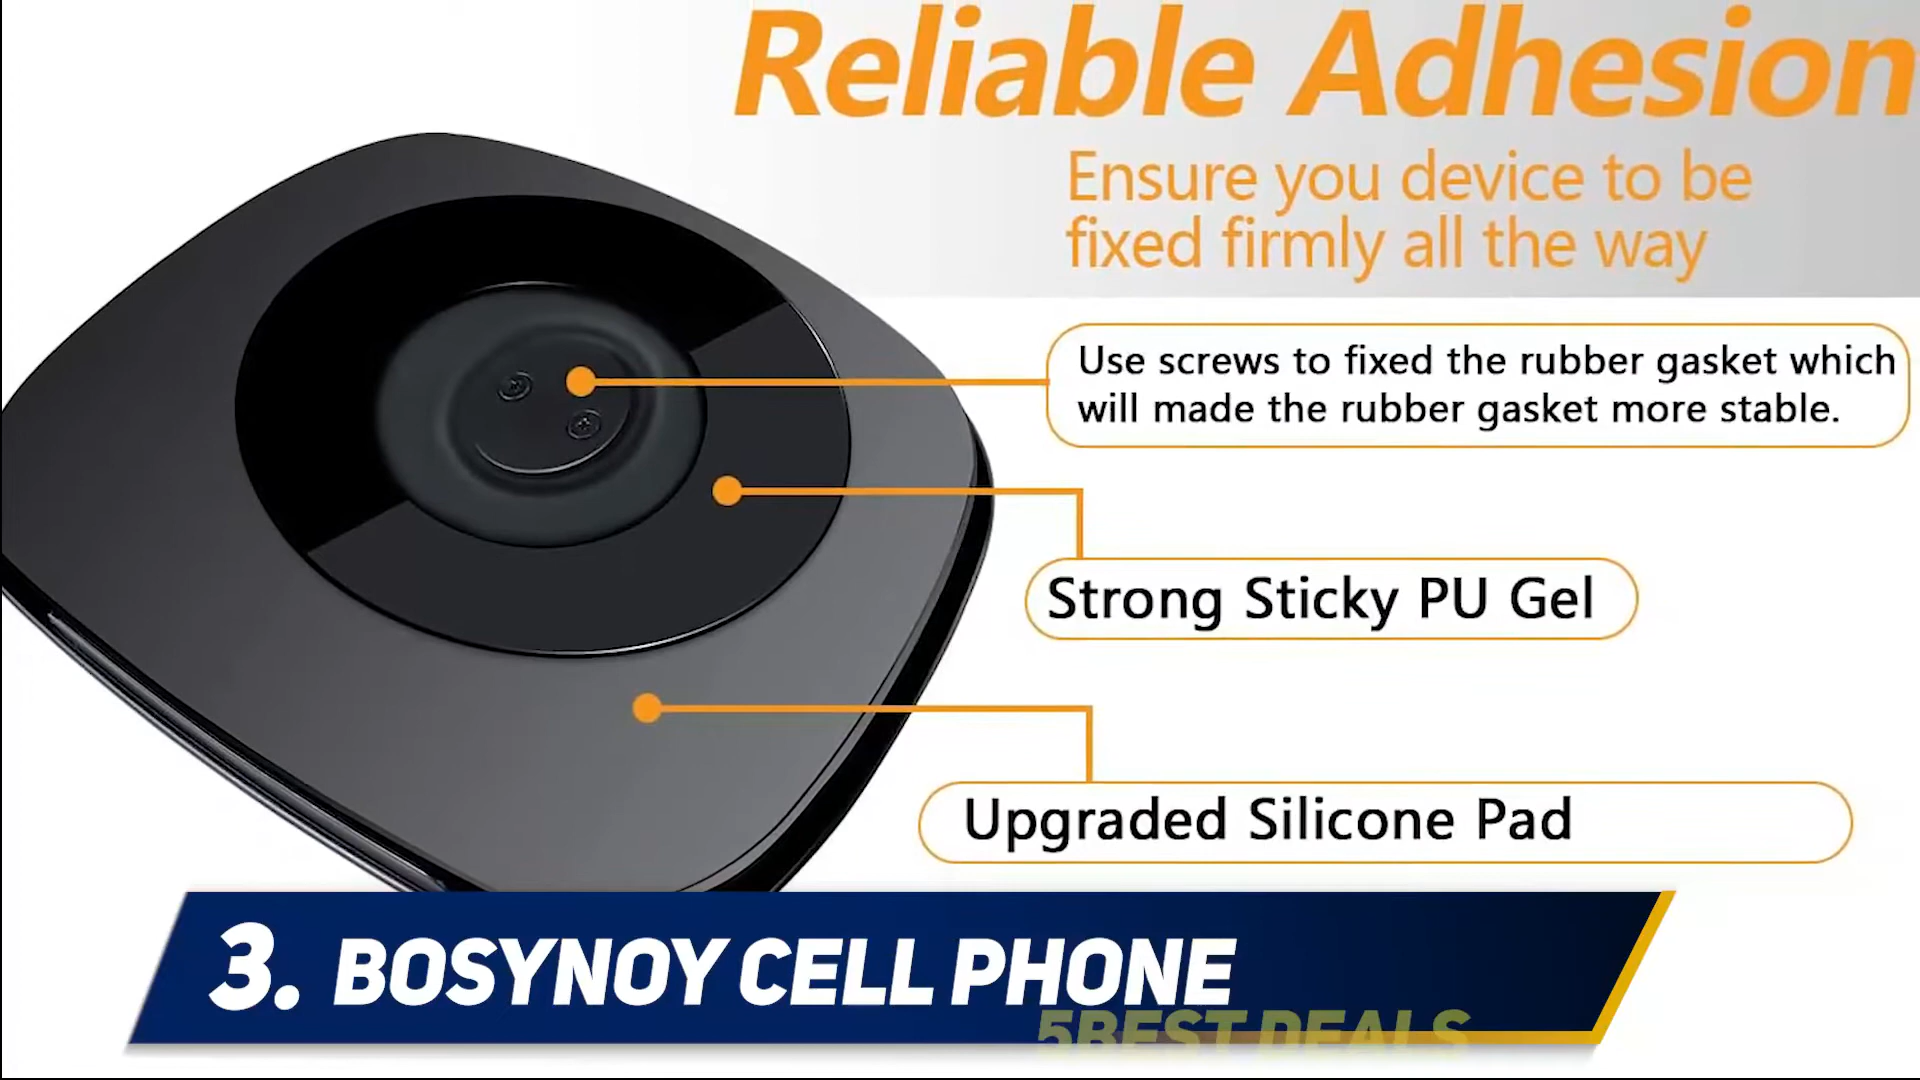 Reliable Adhesion
Ensure you device to be
fixed firmly all the way
Use screws to fixed the rubber gasket which
will made the rubber gasket more stable.
Strong Sticky PU Gel
Upgraded Silicone Pad
3. BOSYNOY CELL PHONE
5BEST DEALS